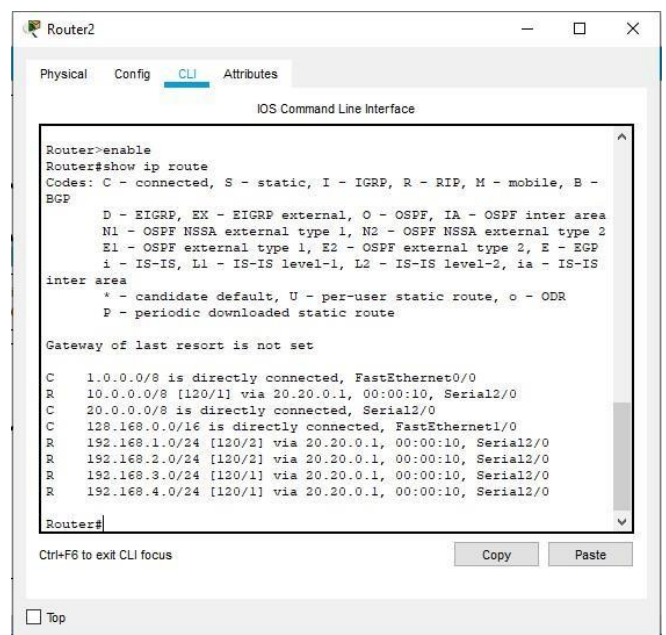 Router2
Physical Config CLI Attributes
IOS Command Line Interface
Router>enable
Router#show ip route
Codes: C - connected, S - static, I - IGRP, R - RIP, M - mobile, B -
BGP
D - EIGRP, EX - EIGRP external, O - OSPF, IA - OSPF inter area
N1 - OSPF NSSA external type 1, N2 - OSPF NSSA external type 2
E1 - OSPF external type 1, E2 - OSPF external type 2, E - EGP
i - IS-IS, L1 - IS-IS level-1, L2 - IS-IS level-2, ia - IS-IS
inter area
* - candidate default, U - per-user static route, o - ODR
P - periodic downloaded static route
Gateway of last resort is not set
C 1.0.0.0/8 is directly connected, FastEthernet0/0
R 10.0.0.0/8 [120/1] via 20.20.0.1, 00:00:10, Serial2/0
C 20.0.0.0/8 is directly connected, Serial2/0
C 128.168.0.0/16 is directly connected, FastEthernet1/0
R 192.168.1.0/24 [120/2] via 20.20.0.1, 00:00:10, Serial2/0
R 192.168.2.0/24 [120/2] via 20.20.0.1, 00:00:10, Serial2/0
R 192.168.3.0/24 [120/1] via 20.20.0.1, 00:00:10, Serial2/0
R 192.168.4.0/24 [120/1] via 20.20.0.1, 00:00:10, Serial2/0
Router#
Ctrl+F6 to exit CLI focus Copy Paste
Top